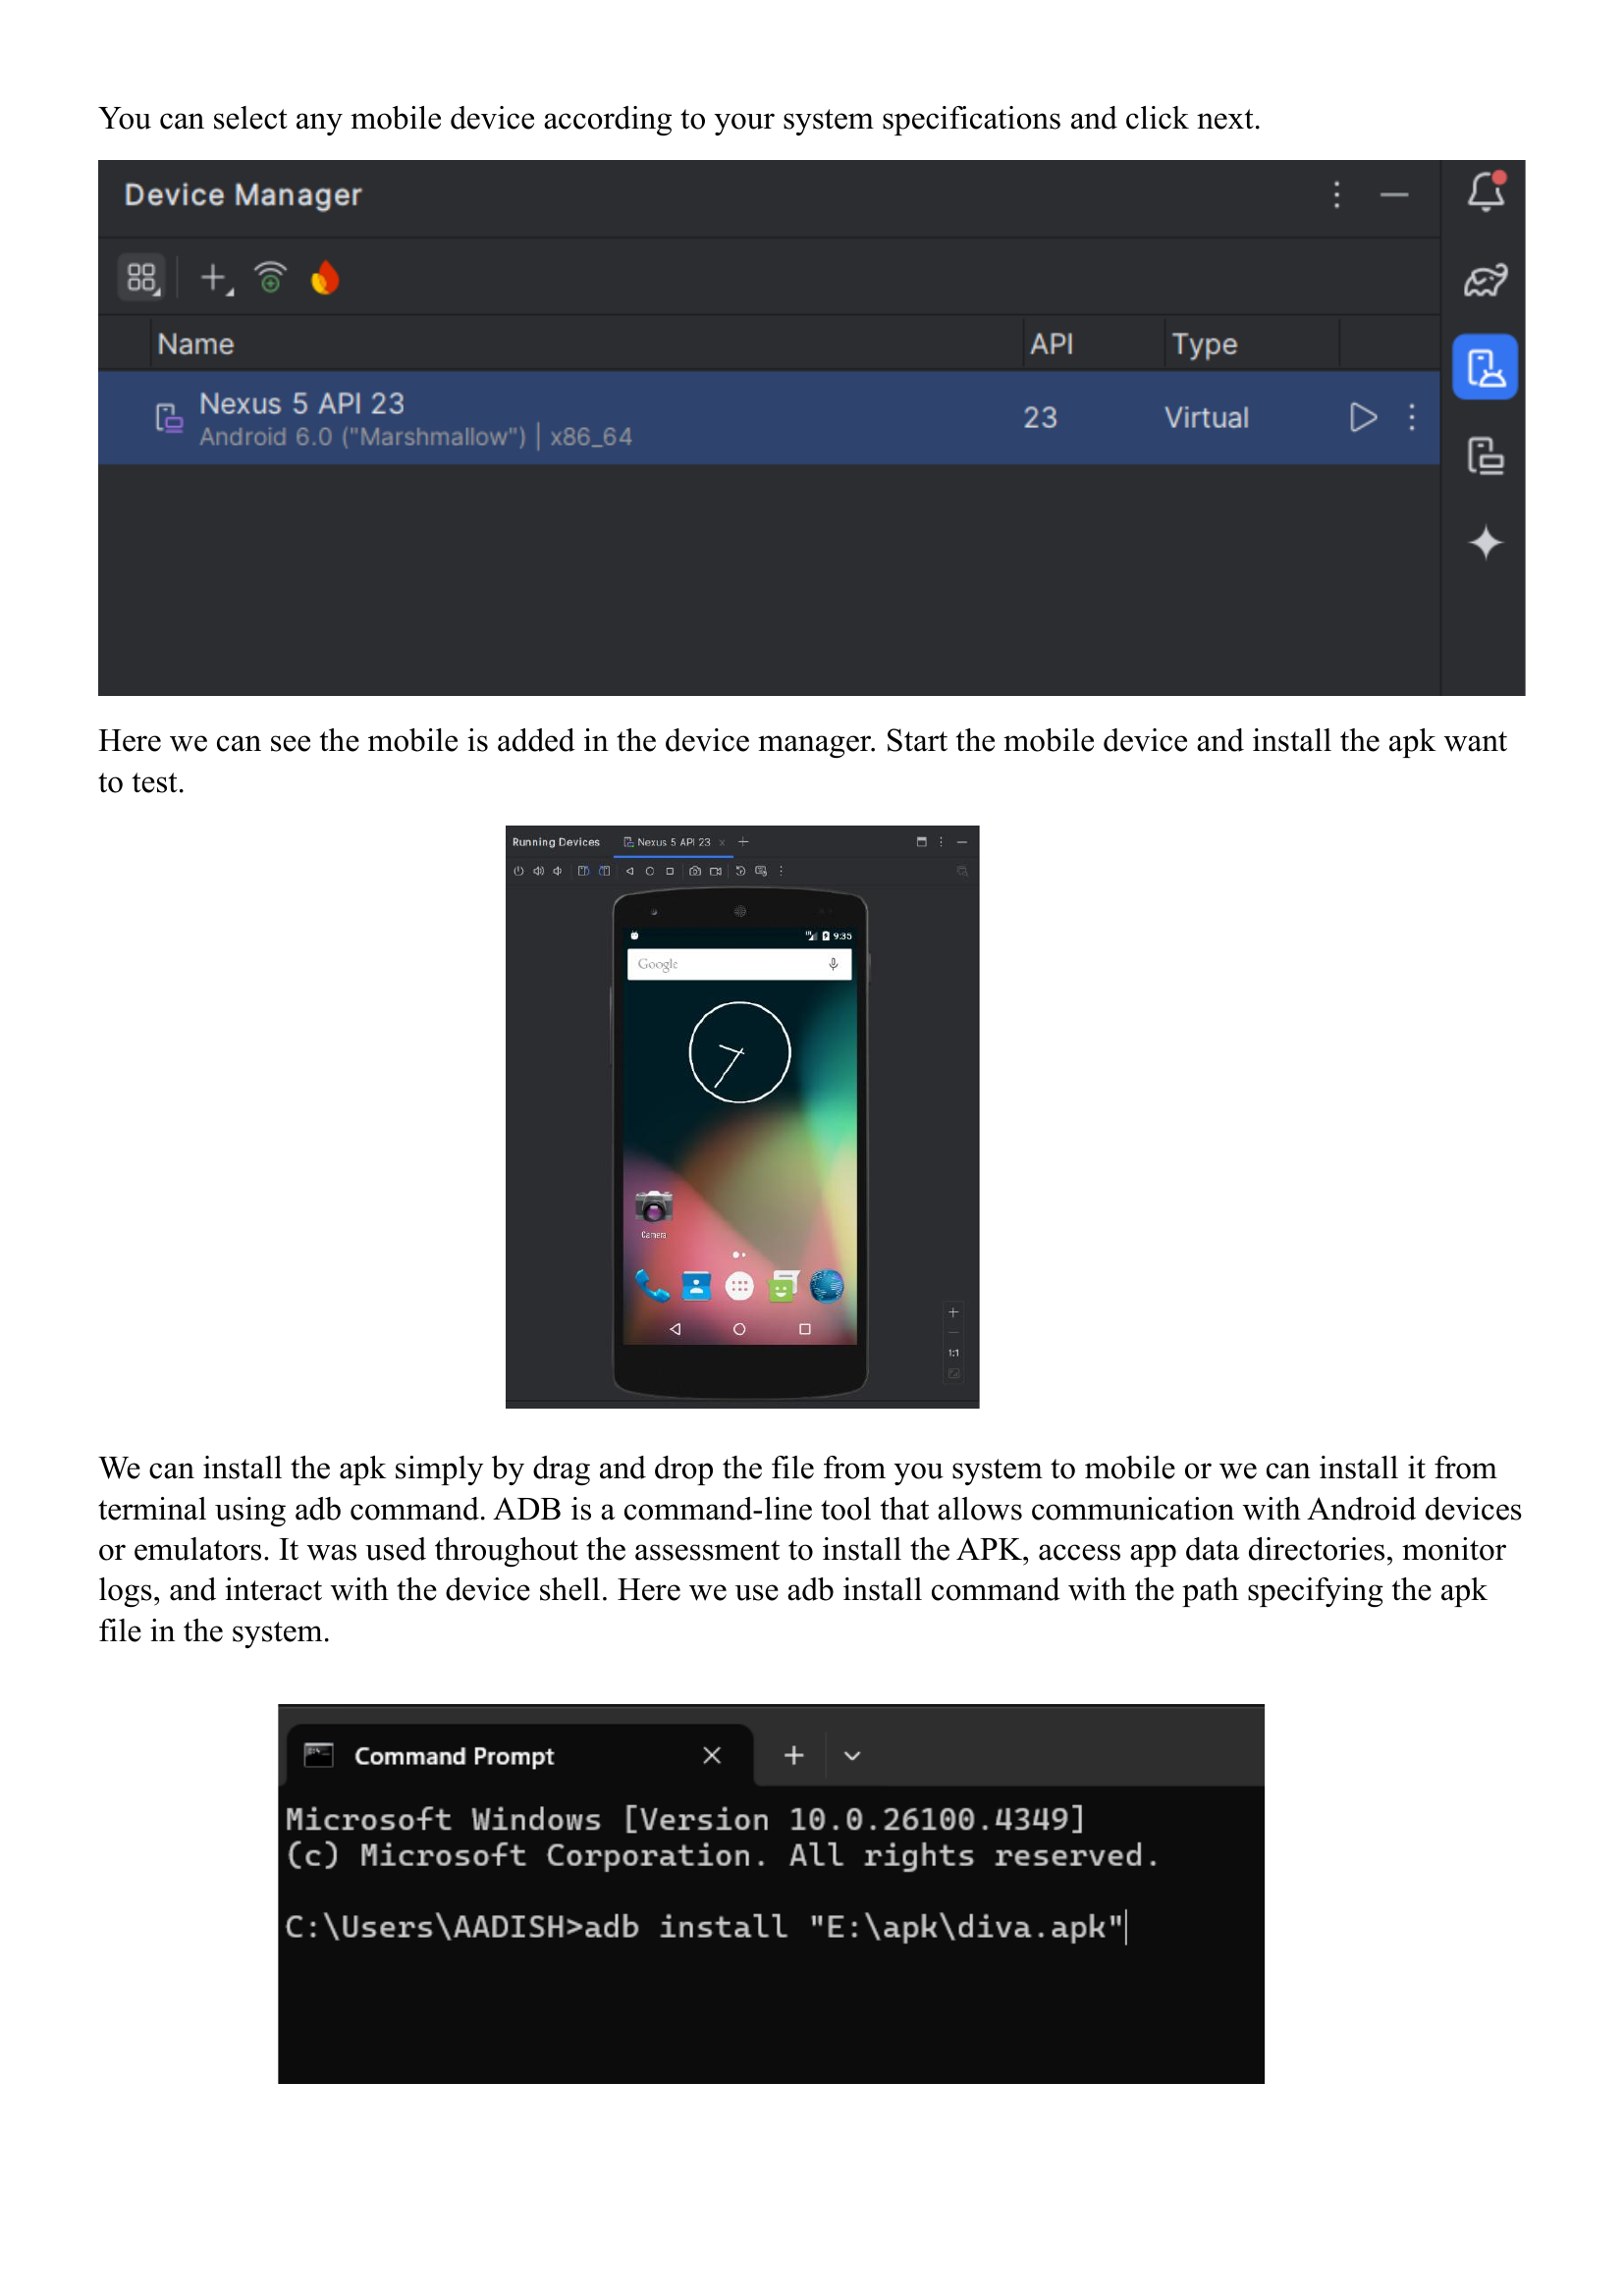 You can select any mobile device according to your system specifications and click next.
Device Manager
Name API Type
Nexus 5 API 23
Android 6.0 ("Marshmallow") | x86_64
23 Virtual
Here we can see the mobile is added in the device manager. Start the mobile device and install the apk want
to test.
Running Devices Nexus 5 API 23
9:35
Google
Camera
1:1
We can install the apk simply by drag and drop the file from you system to mobile or we can install it from
terminal using adb command. ADB is a command-line tool that allows communication with Android devices
or emulators. It was used throughout the assessment to install the APK, access app data directories, monitor
logs, and interact with the device shell. Here we use adb install command with the path specifying the apk
file in the system.
Command Prompt
Microsoft Windows [Version 10.0.26100.4349]
(c) Microsoft Corporation. All rights reserved.
C:\Users\AADISH>adb install "E:\apk\diva.apk"